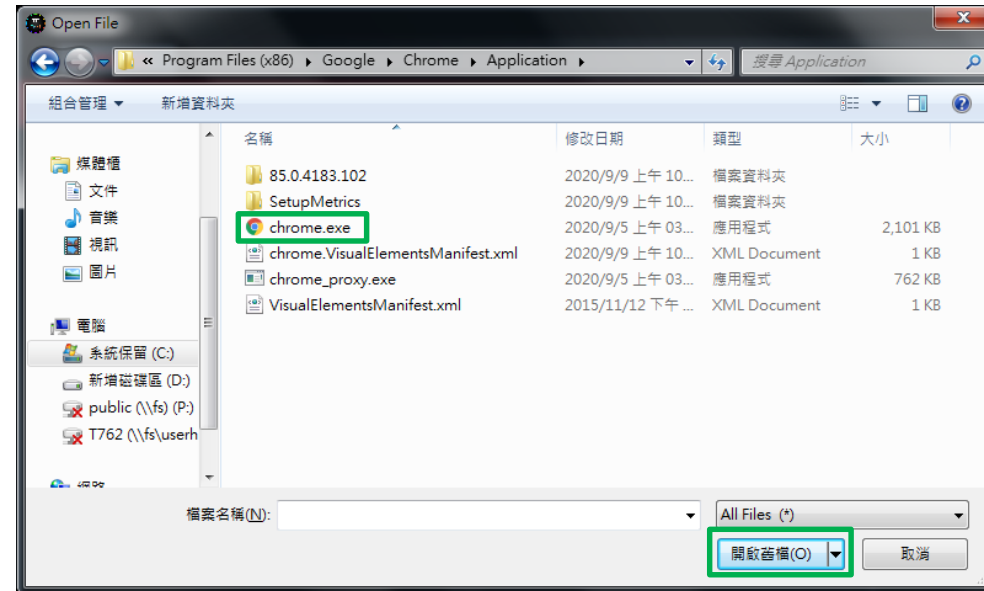 Open File
« Program Files (x86) ▸ Google ▸ Chrome ▸ Application ▸
搜尋 Application
組合管理 ▼ 新增資料夾
名稱 修改日期 類型 大小
媒體櫃
文件
音樂
視訊
圖片
電腦
系統保留 (C:)
新增磁碟區 (D:)
public (\\fs) (P:)
T762 (\\fs\userh
85.0.4183.102 2020/9/9 上午 10... 檔案資料夾
SetupMetrics 2020/9/9 上午 10... 檔案資料夾
chrome.exe 2020/9/5 上午 03... 應用程式 2,101 KB
chrome.VisualElementsManifest.xml 2020/9/9 上午 10... XML Document 1 KB
chrome_proxy.exe 2020/9/5 上午 03... 應用程式 762 KB
VisualElementsManifest.xml 2015/11/12 下午 ... XML Document 1 KB
檔案名稱(N):
All Files (*)
開啟舊檔(O) 取消